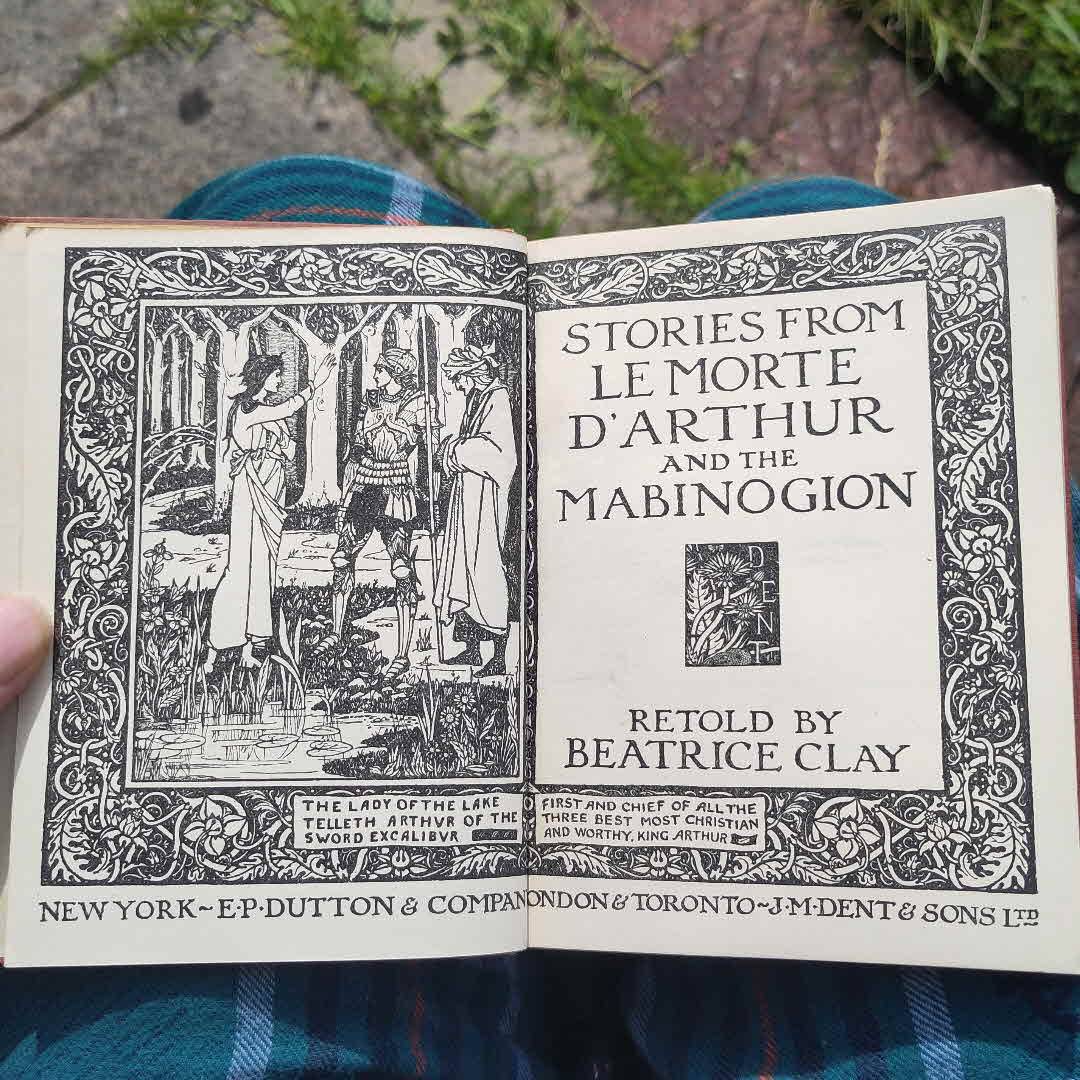 THE LADY OF THE LAKE
TELLETH ARTHVR OF THE
SWORD EXCALIBVR
NEW YORK~E·P·DUTTON & COMPAN
STORIES FROM
LE MORTE
D'ARTHUR
AND THE
MABINOGION
DENT
RETOLD BY
BEATRICE CLAY
FIRST AND CHIEF OF ALL THE
THREE BEST MOST CHRISTIAN
AND WORTHY, KING ARTHUR
ONDON & TORONTO~J·M·DENT & SONS LTD